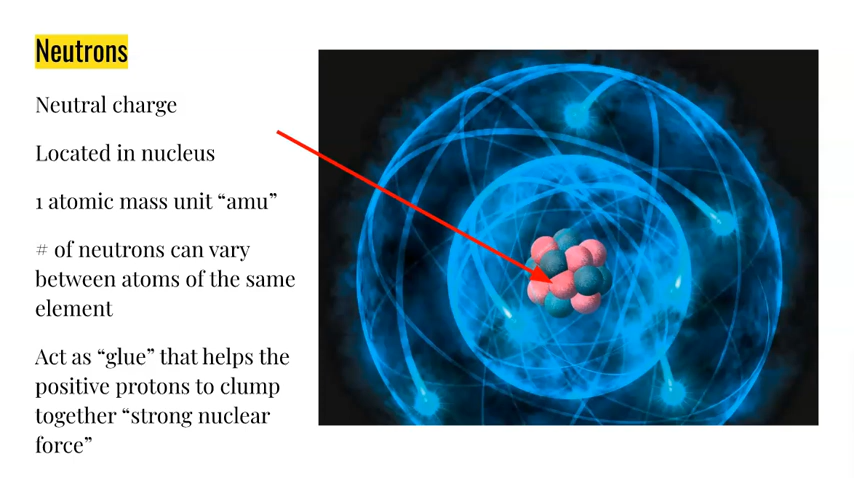 Neutrons
Neutral charge
Located in nucleus
1 atomic mass unit “amu”
# of neutrons can vary
between atoms of the same
element
Act as “glue” that helps the
positive protons to clump
together “strong nuclear
force”